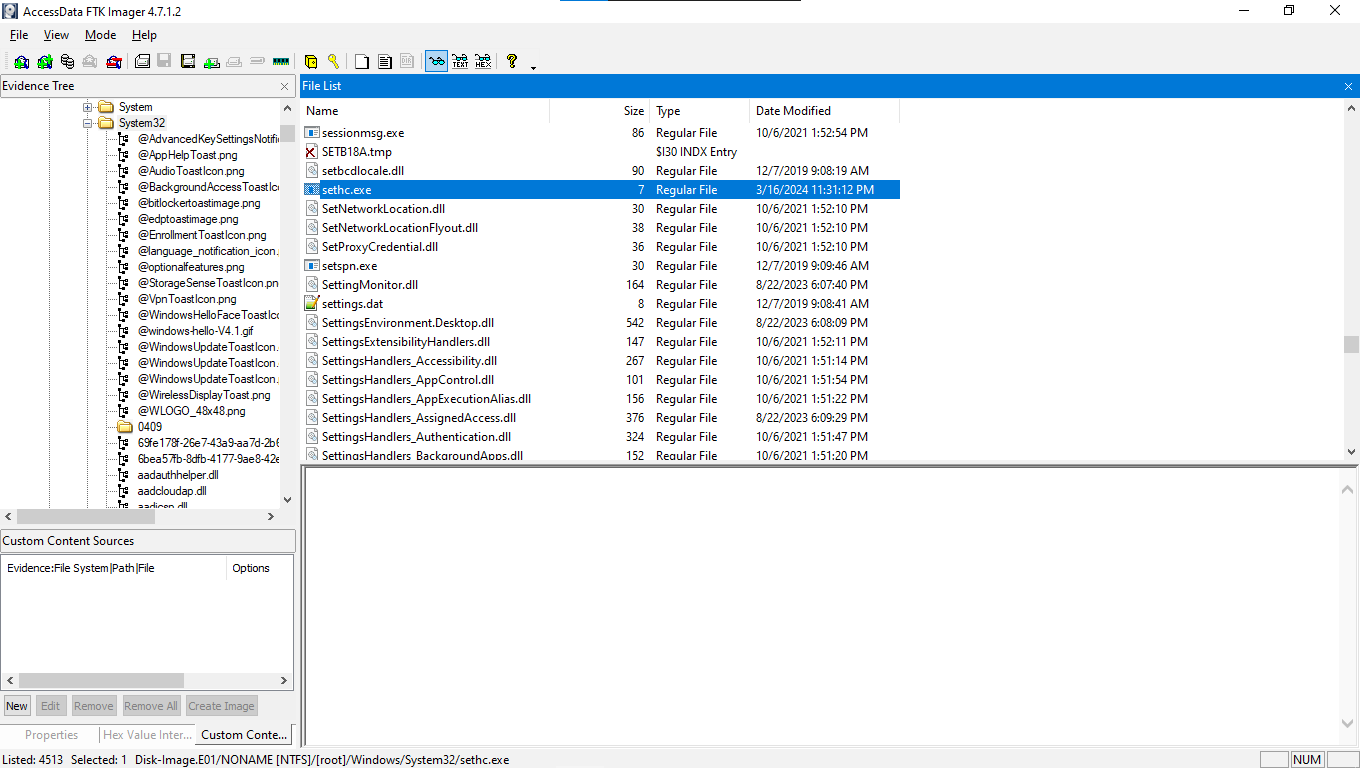 AccessData FTK Imager 4.7.1.2
File View Mode Help
Evidence Tree
System
System32
@AdvancedKeySettingsNotifi
@AppHelpToast.png
@AudioToastIcon.png
@BackgroundAccessToastIc
@bitlockertoastimage.png
@edptoastimage.png
@EnrollmentToastIcon.png
@language_notification_icon.
@optionalfeatures.png
@StorageSenseToastIcon.pn
@VpnToastIcon.png
@WindowsHelloFaceToastIc
@windows-hello-V4.1.gif
@WindowsUpdateToastIcon.
@WindowsUpdateToastIcon.
@WindowsUpdateToastIcon.
@WirelessDisplayToast.png
@WLOGO_48x48.png
0409
69fe178f-26e7-43a9-aa7d-2b6
6bea57fb-8dfb-4177-9ae8-42e
aadauthhelper.dll
aadcloudap.dll
aadjcsp.dll
Custom Content Sources
Evidence:File System|Path|File Options
New Edit Remove Remove All Create Image
Properties Hex Value Inter... Custom Conte...
File List
Name Size Type Date Modified
sessionmsg.exe 86 Regular File 10/6/2021 1:52:54 PM
SETB18A.tmp $I30 INDX Entry
setbcdlocale.dll 90 Regular File 12/7/2019 9:08:19 AM
sethc.exe 7 Regular File 3/16/2024 11:31:12 PM
SetNetworkLocation.dll 30 Regular File 10/6/2021 1:52:10 PM
SetNetworkLocationFlyout.dll 38 Regular File 10/6/2021 1:52:10 PM
SetProxyCredential.dll 36 Regular File 10/6/2021 1:52:10 PM
setspn.exe 30 Regular File 12/7/2019 9:09:46 AM
SettingMonitor.dll 164 Regular File 8/22/2023 6:07:40 PM
settings.dat 8 Regular File 12/7/2019 9:08:41 AM
SettingsEnvironment.Desktop.dll 542 Regular File 8/22/2023 6:08:09 PM
SettingsExtensibilityHandlers.dll 147 Regular File 10/6/2021 1:52:11 PM
SettingsHandlers_Accessibility.dll 267 Regular File 10/6/2021 1:51:14 PM
SettingsHandlers_AppControl.dll 101 Regular File 10/6/2021 1:51:54 PM
SettingsHandlers_AppExecutionAlias.dll 156 Regular File 10/6/2021 1:51:22 PM
SettingsHandlers_AssignedAccess.dll 376 Regular File 8/22/2023 6:09:29 PM
SettingsHandlers_Authentication.dll 324 Regular File 10/6/2021 1:51:47 PM
SettingsHandlers_BackgroundApps.dll 152 Regular File 10/6/2021 1:51:20 PM
Listed: 4513 Selected: 1 Disk-Image.E01/NONAME [NTFS]/[root]/Windows/System32/sethc.exe NUM